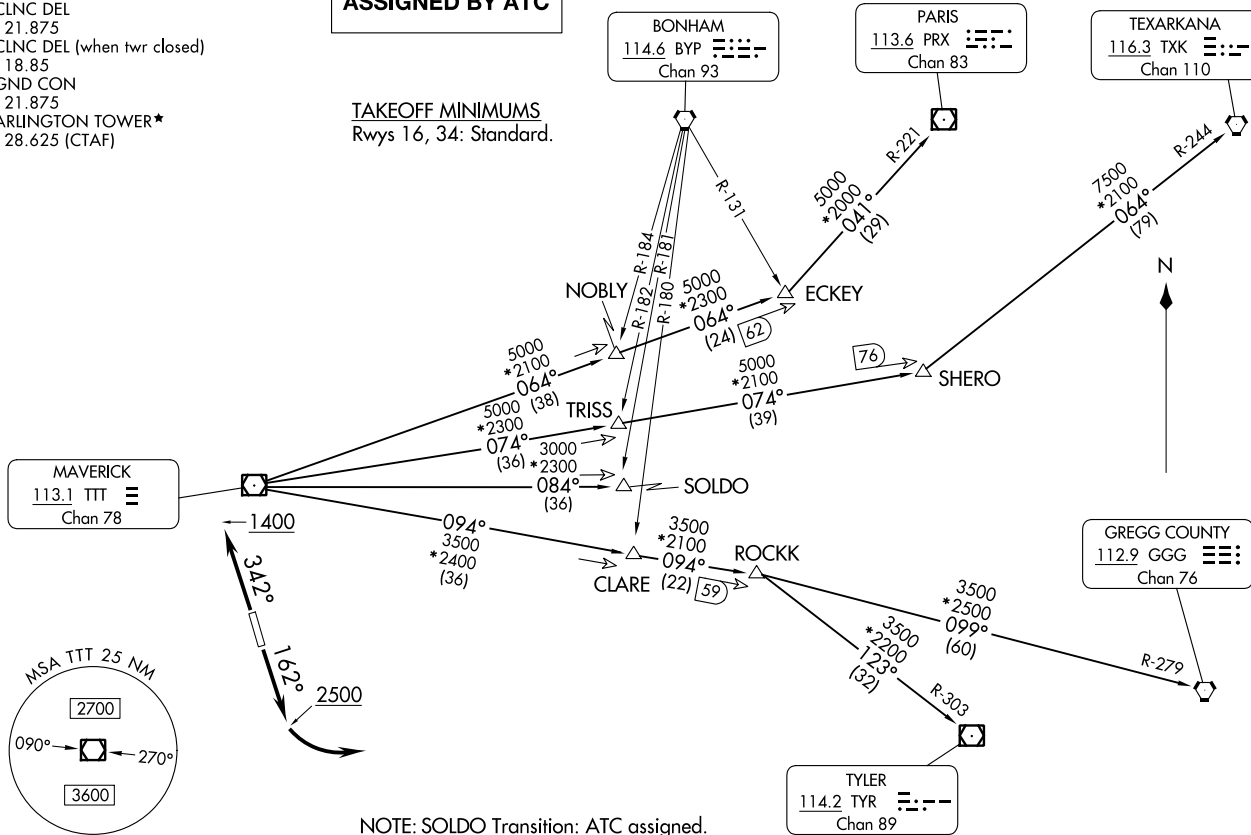 CLNC DEL
21.875
CLNC DEL (when twr closed)
18.85
GND CON
21.875
ARLINGTON TOWER★
28.625 (CTAF)
ASSIGNED BY ATC
TAKEOFF MINIMUMS
Rwys 16, 34: Standard.
BONHAM
114.6 BYP
Chan 93
PARIS
113.6 PRX
Chan 83
TEXARKANA
116.3 TXK
Chan 110
R-221
R-244
R-131
R-184
R-181
R-182
R-180
5000
*2000
041°
(29)
7500
*2100
064°
(79)
N
NOBLY
5000
*2300
064°
(24)
62
ECKEY
5000
*2100
064°
(38)
76
SHERO
5000
*2100
074°
(39)
TRISS
5000
*2300
074°
(36)
3000
*2300
084°
(36)
SOLDO
MAVERICK
113.1 TTT
Chan 78
094°
3500
*2400
(36)
CLARE
3500
*2100
094°
(22)
59
ROCKK
GREGG COUNTY
112.9 GGG
Chan 76
3500
*2500
099°
(60)
R-279
3500
*2200
123°
(32)
R-303
1400
342°
162°
2500
MSA TTT 25 NM
2700
090°
270°
3600
TYLER
114.2 TYR
Chan 89
NOTE: SOLDO Transition: ATC assigned.